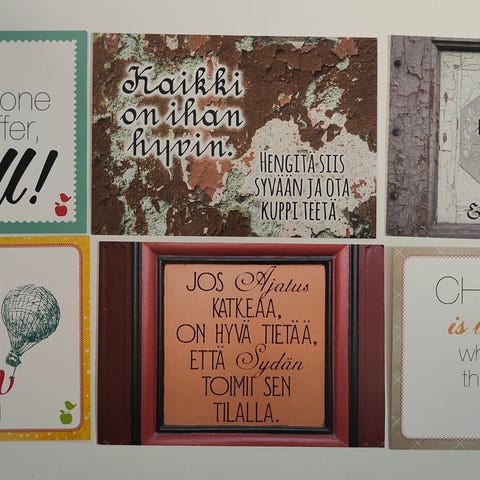 one
ffer,
ll!
Kaikki
on ihan
hyvin.
Hengitä siis
syvään ja ota
kuppi teetä.
&
Jos Ajatus
katkeaa,
on hyvä tietää,
että Sydän
toimii sen
tilalla.
CH
is
wh
th